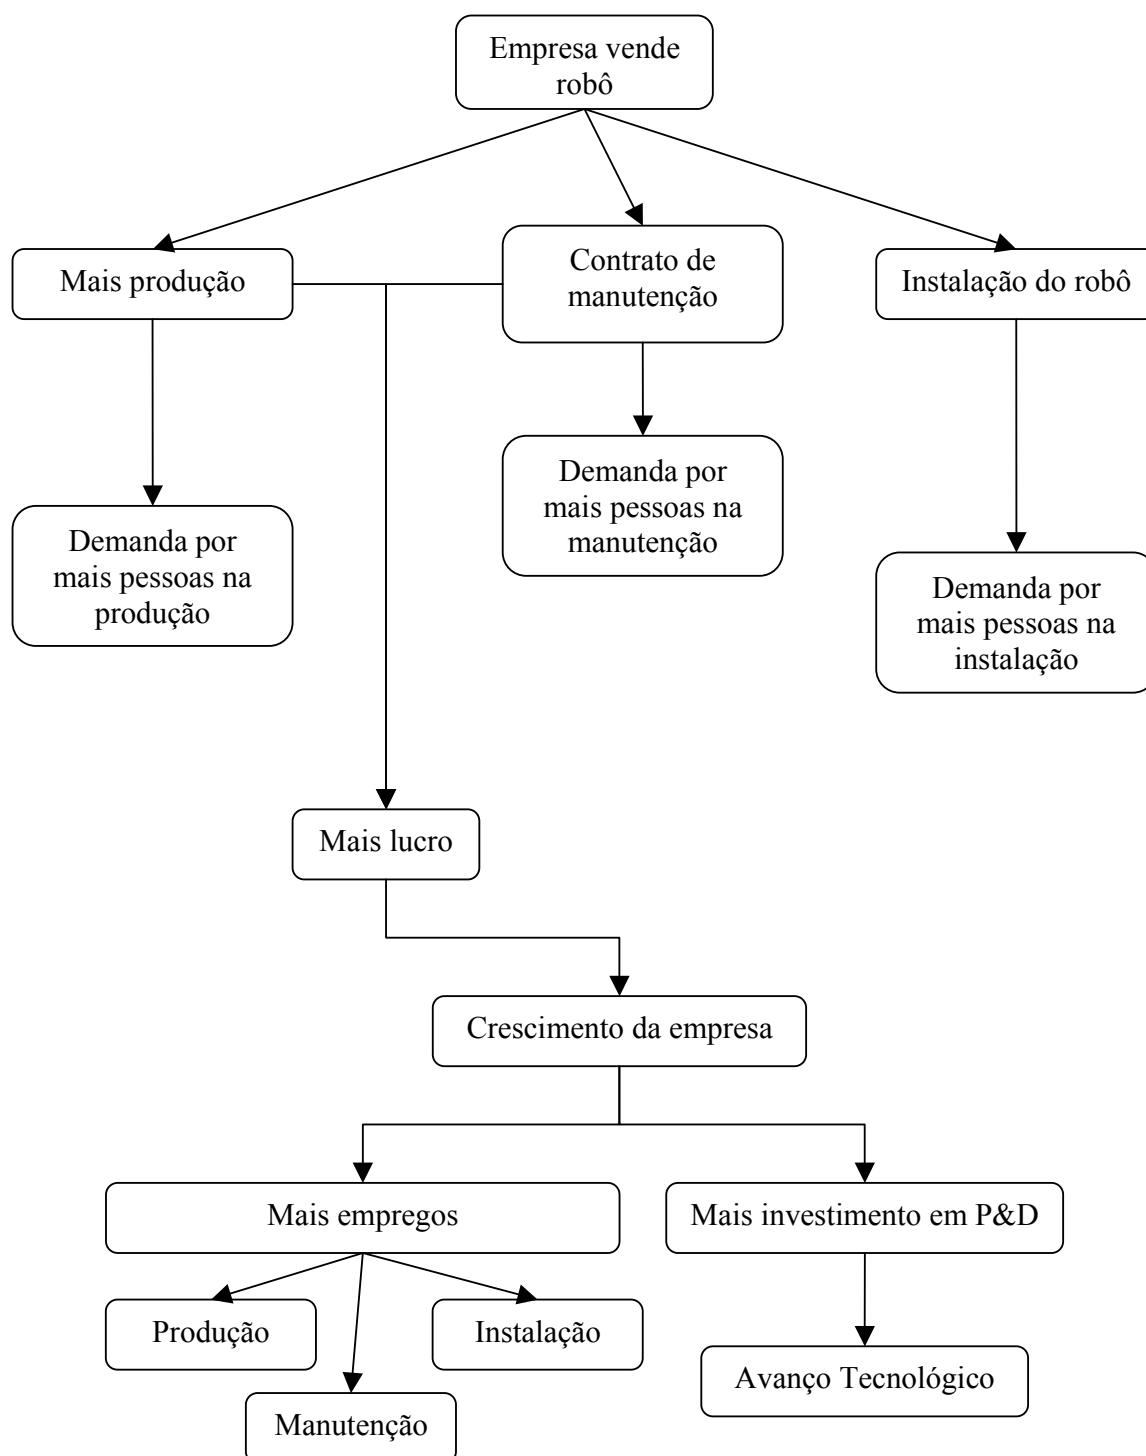 Empresa vende
robô
Mais produção
Contrato de
manutenção
Instalação do robô
Demanda por
mais pessoas na
produção
Demanda por
mais pessoas na
manutenção
Demanda por
mais pessoas na
instalação
Mais lucro
Crescimento da empresa
Mais empregos
Mais investimento em P&D
Produção
Instalação
Manutenção
Avanço Tecnológico